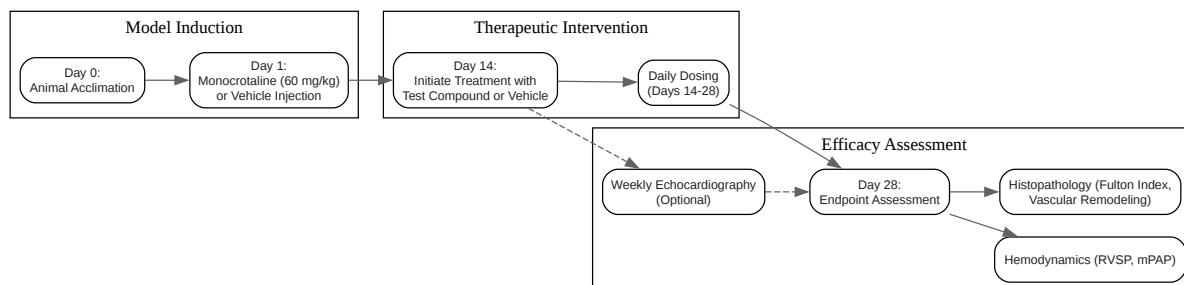 Model Induction
Day 0:
Animal Acclimation
Day 1:
Monocrotaline (60 mg/kg)
or Vehicle Injection
Therapeutic Intervention
Day 14:
Initiate Treatment with
Test Compound or Vehicle
Daily Dosing
(Days 14-28)
Efficacy Assessment
Weekly Echocardiography
(Optional)
Day 28:
Endpoint Assessment
Histopathology (Fulton Index,
Vascular Remodeling)
Hemodynamics (RVSP, mPAP)